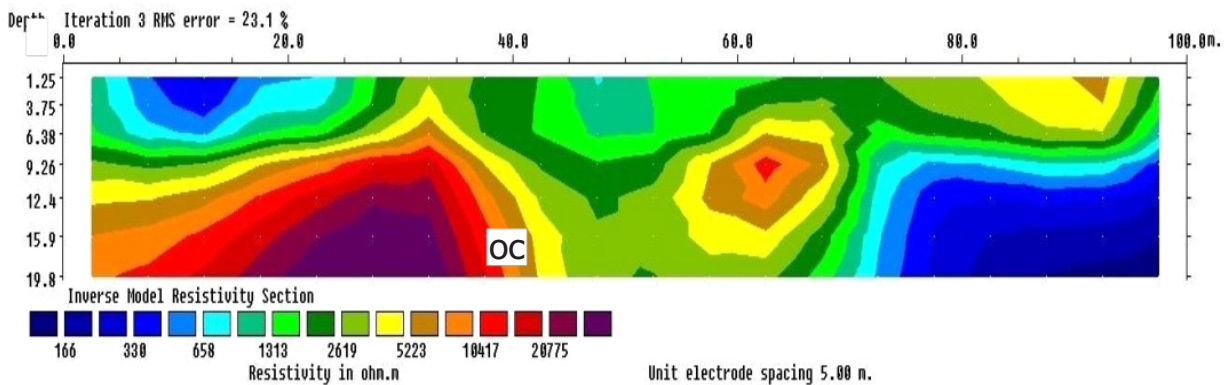 Depth Iteration 3 RMS error = 23.1 %
0.0 20.0 40.0 60.0 80.0 100.0 m.
1.25
3.75
6.38
9.26
12.4
15.9
OC
19.8
Inverse Model Resistivity Section
166 330 658 1313 2619 5223 10417 20775
Resistivity in ohm.m Unit electrode spacing 5.00 m.